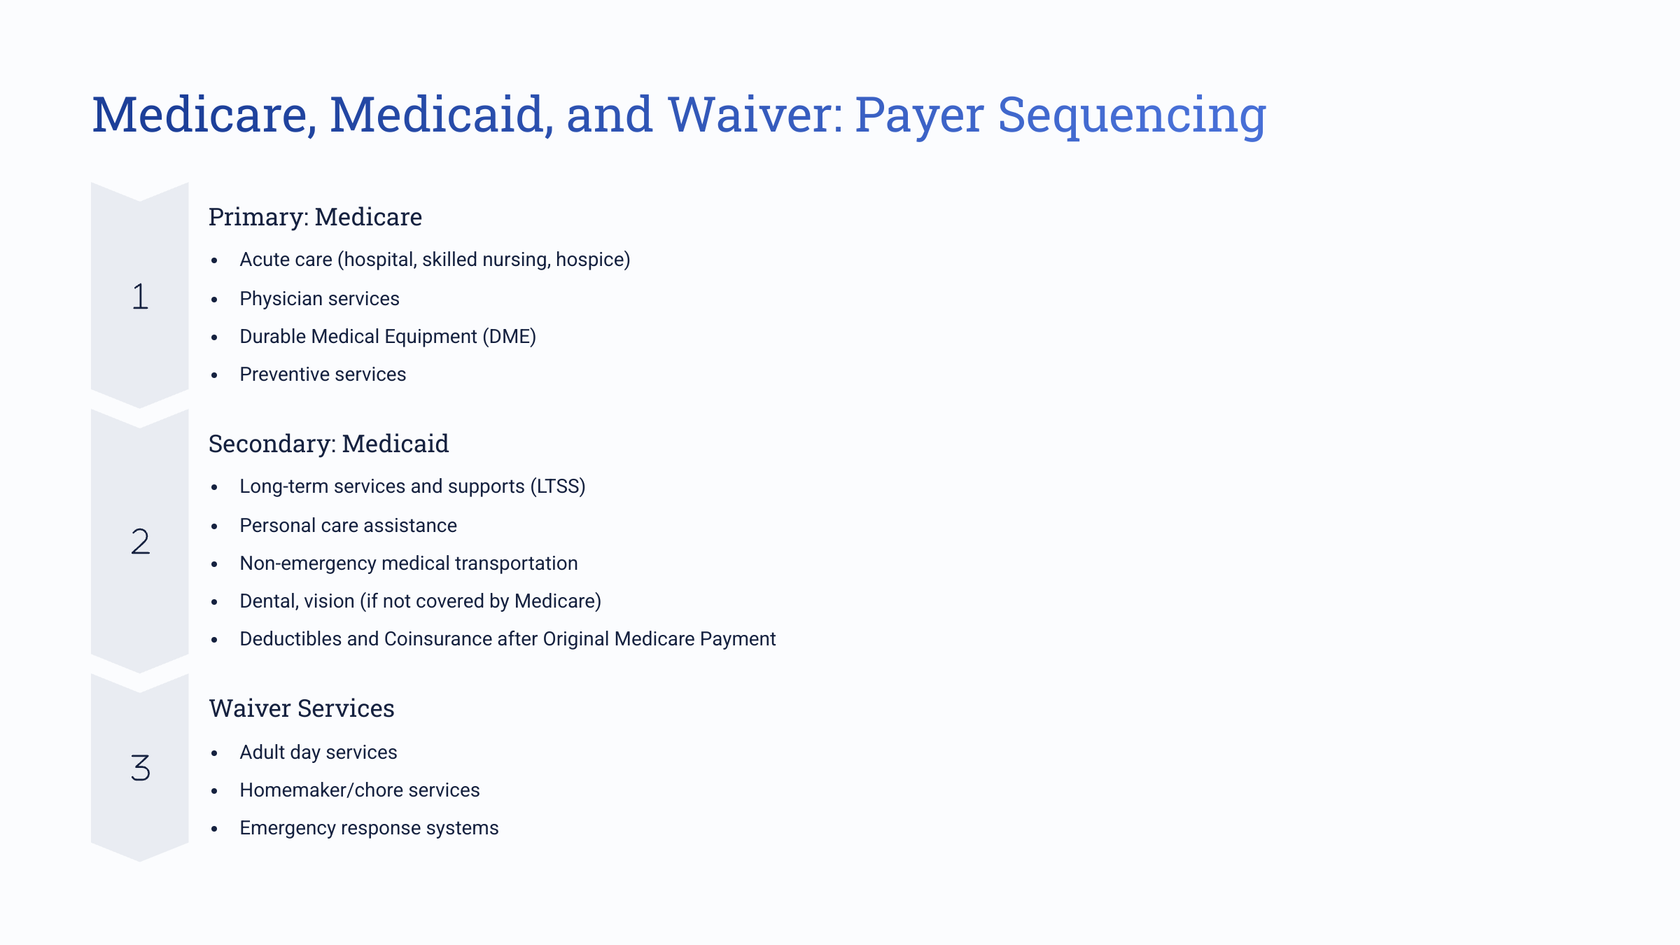 Medicare, Medicaid, and Waiver: Payer Sequencing
1
Primary: Medicare
• Acute care (hospital, skilled nursing, hospice)
• Physician services
• Durable Medical Equipment (DME)
• Preventive services
2
Secondary: Medicaid
• Long-term services and supports (LTSS)
• Personal care assistance
• Non-emergency medical transportation
• Dental, vision (if not covered by Medicare)
• Deductibles and Coinsurance after Original Medicare Payment
3
Waiver Services
• Adult day services
• Homemaker/chore services
• Emergency response systems